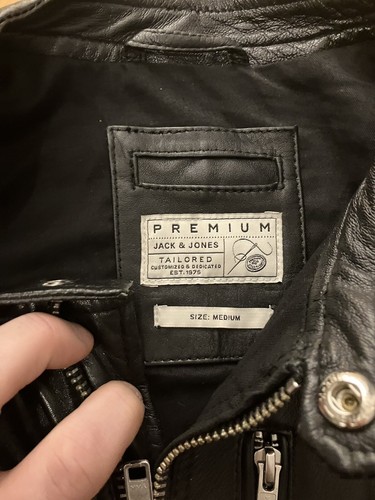 PREMIUM
JACK & JONES
TAILORED
CUSTOMIZED & DEDICATED
EST. 1975
SIZE: MEDIUM